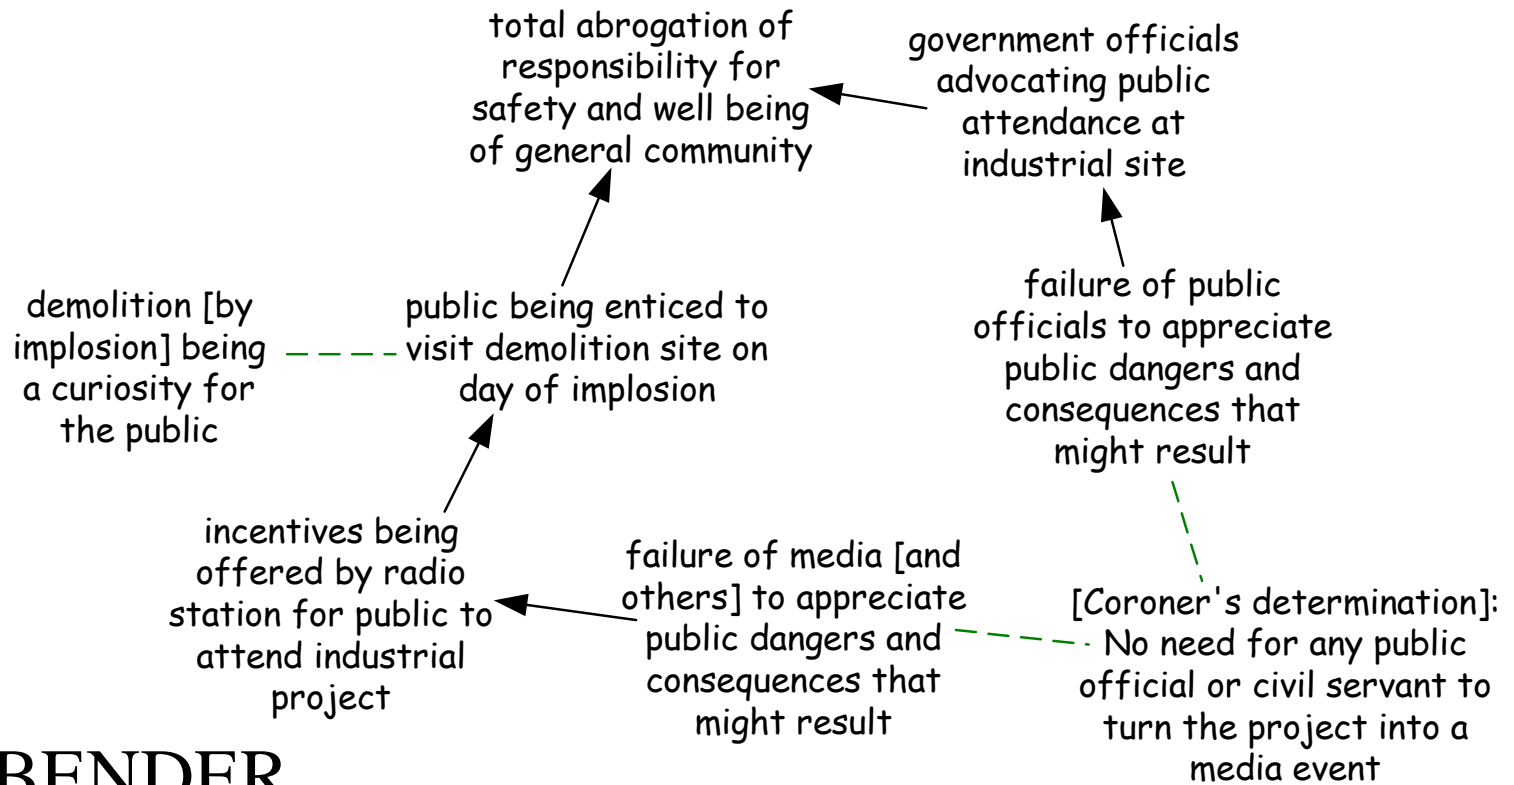 total abrogation of
responsibility for
safety and well being
of general community
government officials
advocating public
attendance at
industrial site
demolition [by
implosion] being
a curiosity for
the public
public being enticed to
visit demolition site on
day of implosion
failure of public
officials to appreciate
public dangers and
consequences that
might result
incentives being
offered by radio
station for public to
attend industrial
project
failure of media [and
others] to appreciate
public dangers and
consequences that
might result
[Coroner's determination]:
No need for any public
official or civil servant to
turn the project into a
media event
BENDER